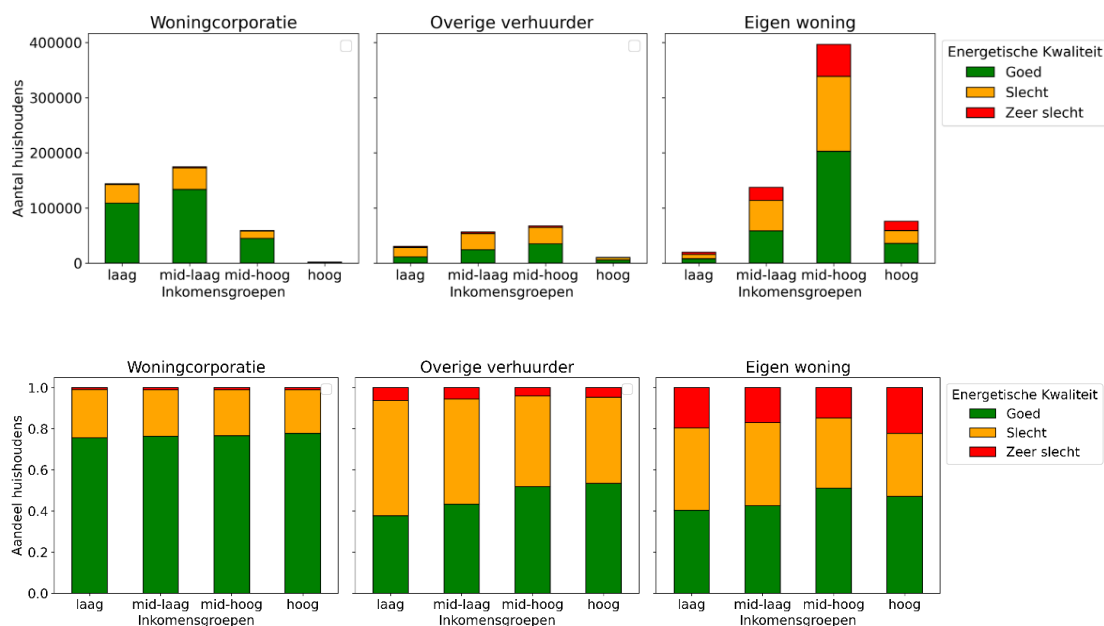 Woningcorporatie
Overige verhuurder
Eigen woning
Aantal huishoudens
400000
300000
200000
100000
0
laag mid-laag mid-hoog hoog
Inkomensgroepen
laag mid-laag mid-hoog hoog
Inkomensgroepen
laag mid-laag mid-hoog hoog
Inkomensgroepen
Energetische Kwaliteit
Goed
Slecht
Zeer slecht
Woningcorporatie
Overige verhuurder
Eigen woning
Aandeel huishoudens
1.0
0.8
0.6
0.4
0.2
0.0
laag mid-laag mid-hoog hoog
Inkomensgroepen
laag mid-laag mid-hoog hoog
Inkomensgroepen
laag mid-laag mid-hoog hoog
Inkomensgroepen
Energetische Kwaliteit
Goed
Slecht
Zeer slecht